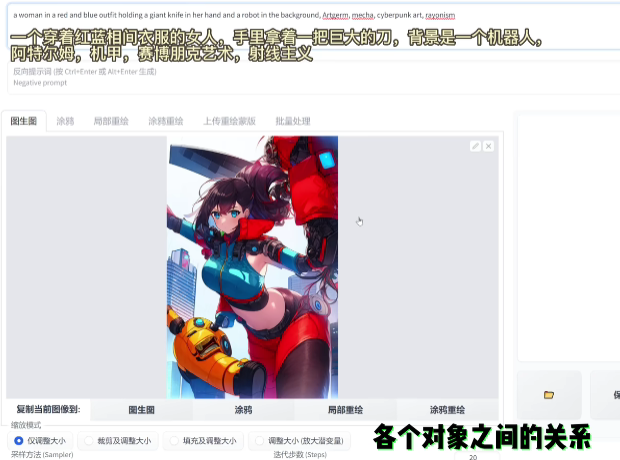 a woman in a red and blue outfit holding a giant knife in her hand and a robot in the background, Artgerm, mecha, cyberpunk art, rayonism
一个穿着红蓝相间衣服的女人，手里拿着一把巨大的刀，背景是一个机器人，
阿特尔姆，机甲，赛博朋克艺术，射线主义
反向提示词 (按 Ctrl+Enter 或 Alt+Enter 生成)
Negative prompt
图生图 涂鸦 局部重绘 涂鸦重绘 上传重绘蒙版 批量处理
复制当前图像到: 图生图 涂鸦 局部重绘 涂鸦重绘
缩放模式
仅调整大小 裁剪及调整大小 填充及调整大小 调整大小 (放大潜变量)
各个对象之间的关系
采样方法 (Sampler) 迭代步数 (Steps) 20